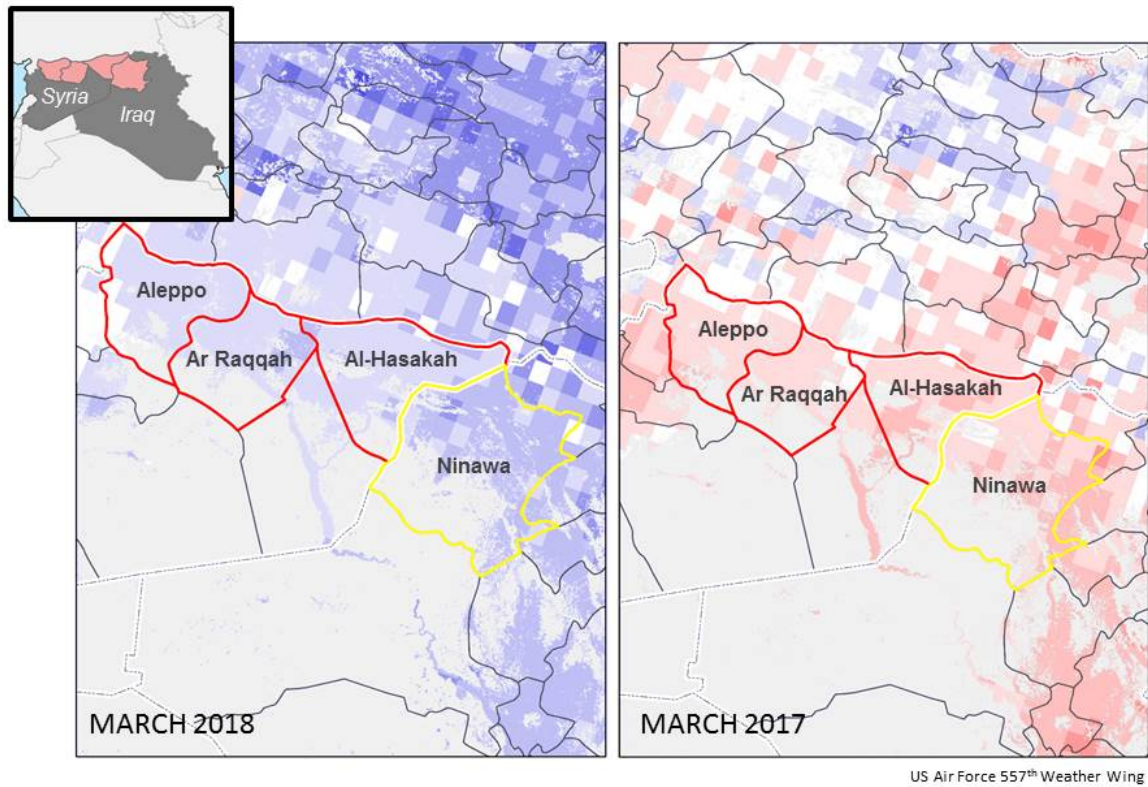 Syria
Iraq
Aleppo
Ar Raqqah
Al-Hasakah
Ninawa
MARCH 2018
Aleppo
Ar Raqqah
Al-Hasakah
Ninawa
MARCH 2017
US Air Force 557th Weather Wing